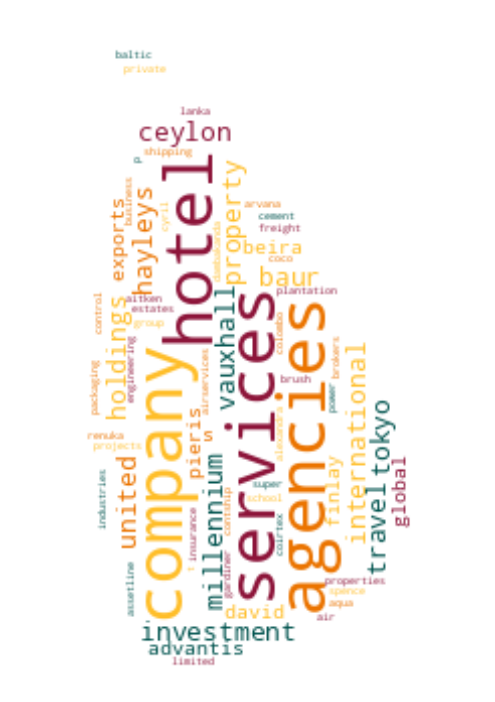 baltic
private
lanka
ceylon
shipping
p
hotel
property
business
hayleys
exports
cyril
dambakanda
arvana
cement
freight
beira
coco
baur
plantation
aitken
estates
group
control
holdings
engineering
vauxhall
services
colombo
agencies
company
airservices
packaging
brush
power
brokers
international
tokyo
travel
global
renuka
projects
pieris
s
united
millennium
industries
insurance
contship
super
school
finlay
coirtex
t
gardiner
assetline
david
properties
spence
aqua
air
investment
advantis
limited